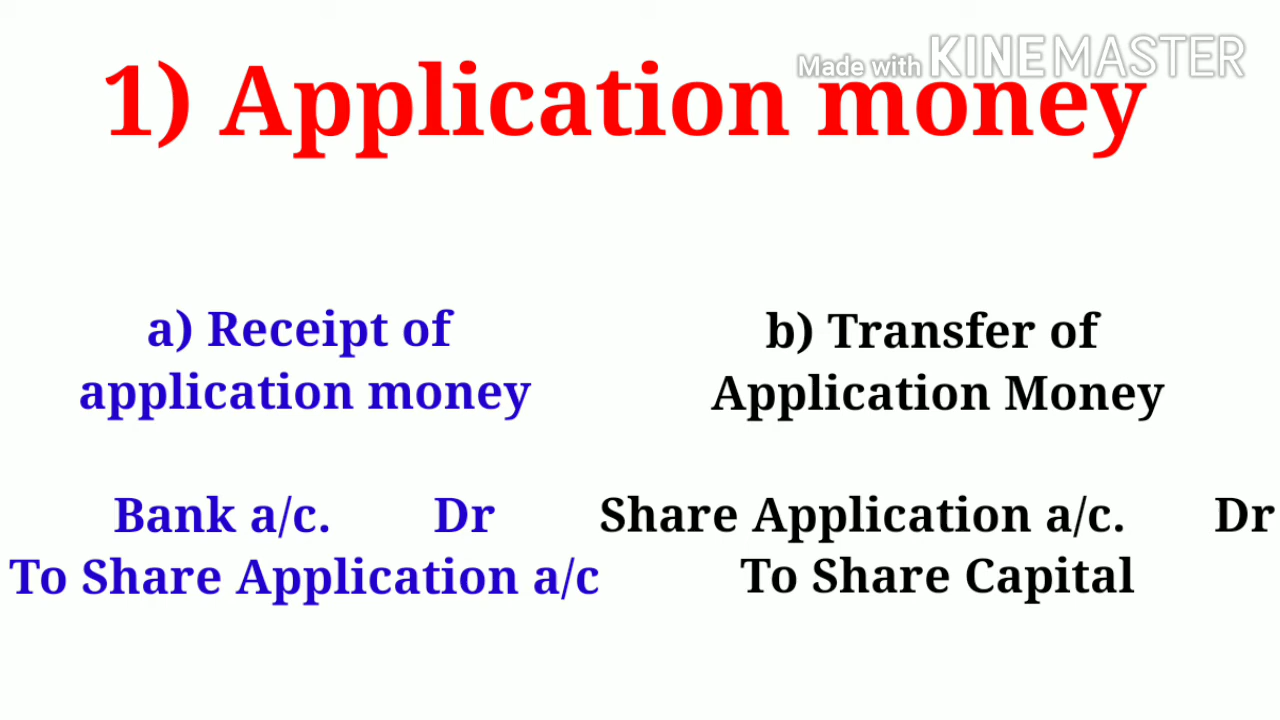 Made with KINEMASTER
1) Application money
a) Receipt of
application money
Bank a/c. Dr
To Share Application a/c
b) Transfer of
Application Money
Share Application a/c. Dr
To Share Capital